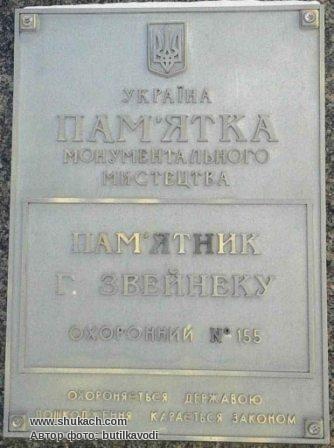 УКРАЇНА
ПАМ'ЯТКА
МОНУМЕНТАЛЬНОГО
МИСТЕЦТВА
ПАМ'ЯТНИК
Г. ЗВЕЙНЕКУ
ОХОРОННИЙ № 155
ОХОРОНЯЄТЬСЯ ДЕРЖАВОЮ
ПОШКОДЖЕННЯ КАРАЄТЬСЯ ЗАКОНОМ
www.shukach.com
Автор фото: butilkavodi